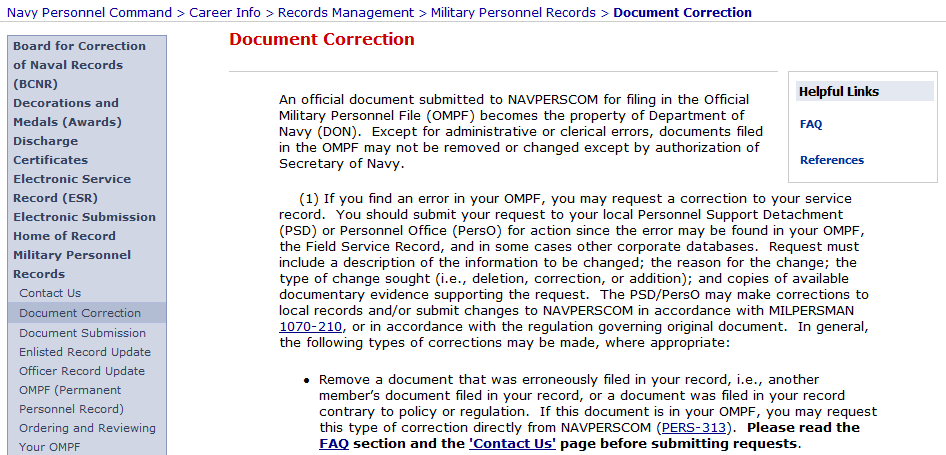 Navy Personnel Command > Career Info > Records Management > Military Personnel Records > Document Correction
Board for Correction
of Naval Records
(BCNR)
Decorations and
Medals (Awards)
Discharge
Certificates
Electronic Service
Record (ESR)
Electronic Submission
Home of Record
Military Personnel
Records
Contact Us
Document Correction
Document Submission
Enlisted Record Update
Officer Record Update
OMPF (Permanent
Personnel Record)
Ordering and Reviewing
Your OMPF
Document Correction
An official document submitted to NAVPERSCOM for filing in the Official
Military Personnel File (OMPF) becomes the property of Department of
Navy (DON).  Except for administrative or clerical errors, documents filed
in the OMPF may not be removed or changed except by authorization of
Secretary of Navy.
Helpful Links
FAQ
References
(1) If you find an error in your OMPF, you may request a correction to your service
record.  You should submit your request to your local Personnel Support Detachment
(PSD) or Personnel Office (PersO) for action since the error may be found in your OMPF,
the Field Service Record, and in some cases other corporate databases.  Request must
include a description of the information to be changed; the reason for the change; the
type of change sought (i.e., deletion, correction, or addition); and copies of available
documentary evidence supporting the request.  The PSD/PersO may make corrections to
local records and/or submit changes to NAVPERSCOM in accordance with MILPERSMAN
1070-210, or in accordance with the regulation governing original document.  In general,
the following types of corrections may be made, where appropriate:
• Remove a document that was erroneously filed in your record, i.e., another
member's document filed in your record, or a document was filed in your record
contrary to policy or regulation.  If this document is in your OMPF, you may request
this type of correction directly from NAVPERSCOM (PERS-313).  Please read the
FAQ section and the 'Contact Us' page before submitting requests.